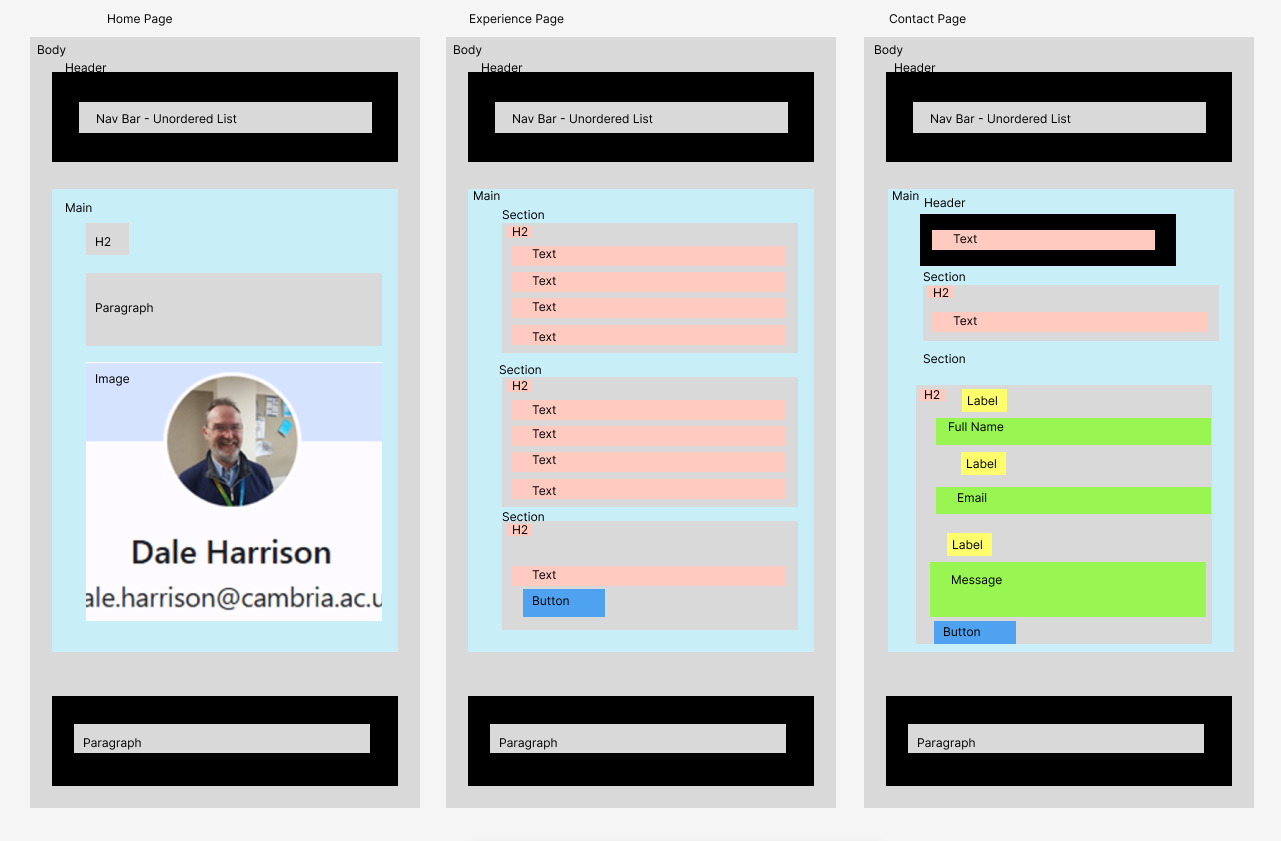 Home Page
Body
Header
Nav Bar - Unordered List
Main
H2
Paragraph
Image
Dale Harrison
ale.harrison@cambria.ac.u
Paragraph
Experience Page
Body
Header
Nav Bar - Unordered List
Main
Section
H2
Text
Text
Text
Text
Section
H2
Text
Text
Text
Text
Section
H2
Text
Button
Paragraph
Contact Page
Body
Header
Nav Bar - Unordered List
Main
Header
Text
Section
H2
Text
Section
H2
Label
Full Name
Label
Email
Label
Message
Button
Paragraph